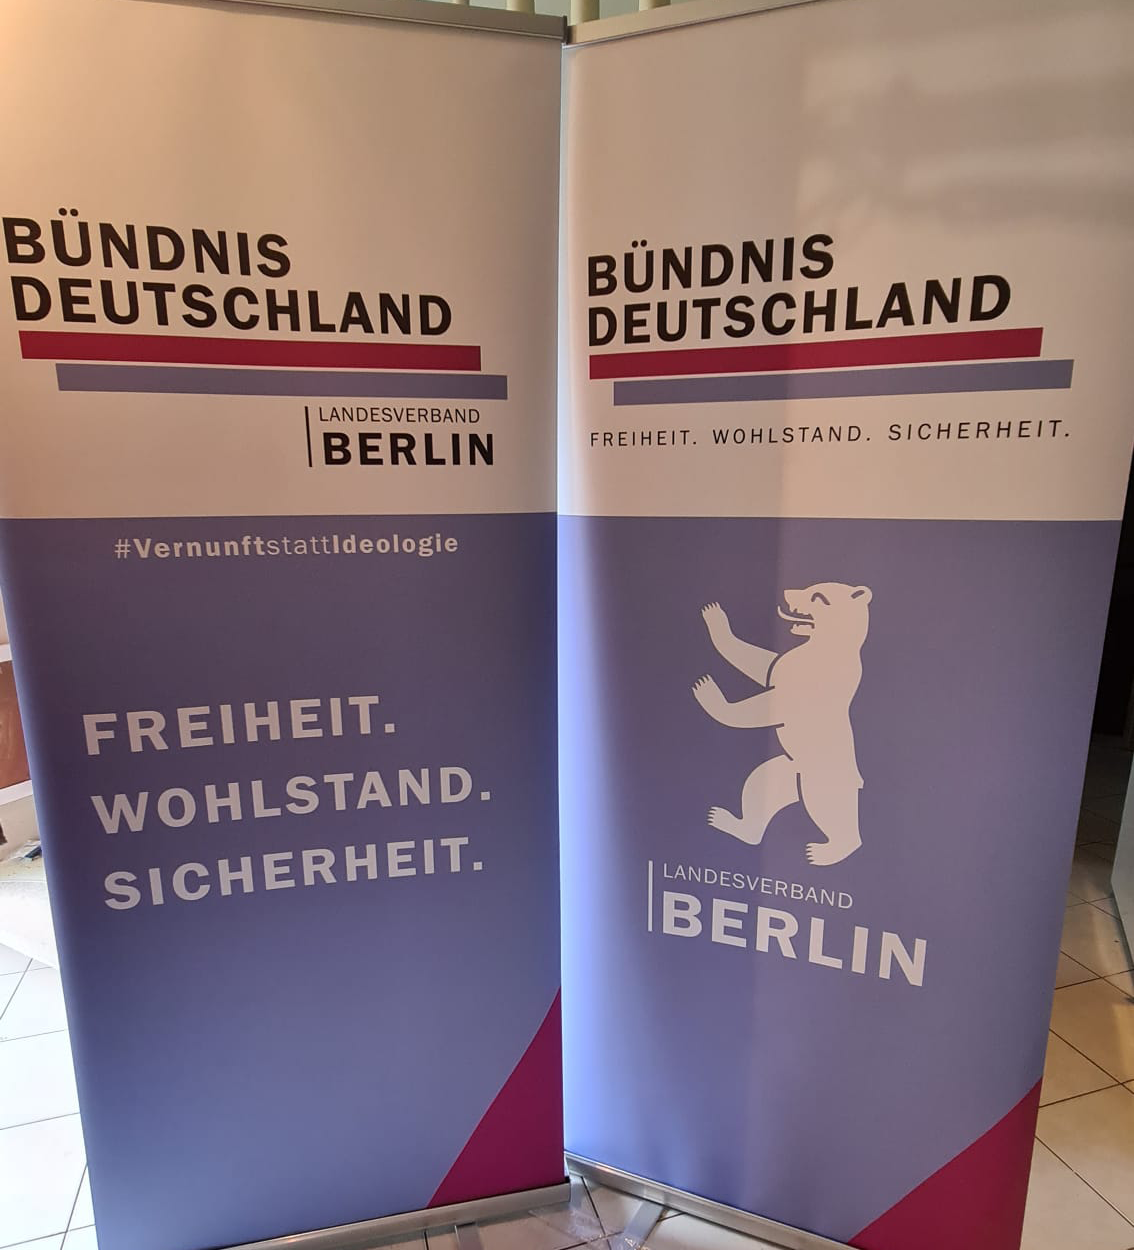 BÜNDNIS
DEUTSCHLAND
LANDESVERBAND
BERLIN
#VernunftstattIdeologie
FREIHEIT.
WOHLSTAND.
SICHERHEIT.
BÜNDNIS
DEUTSCHLAND
FREIHEIT. WOHLSTAND. SICHERHEIT.
LANDESVERBAND
BERLIN